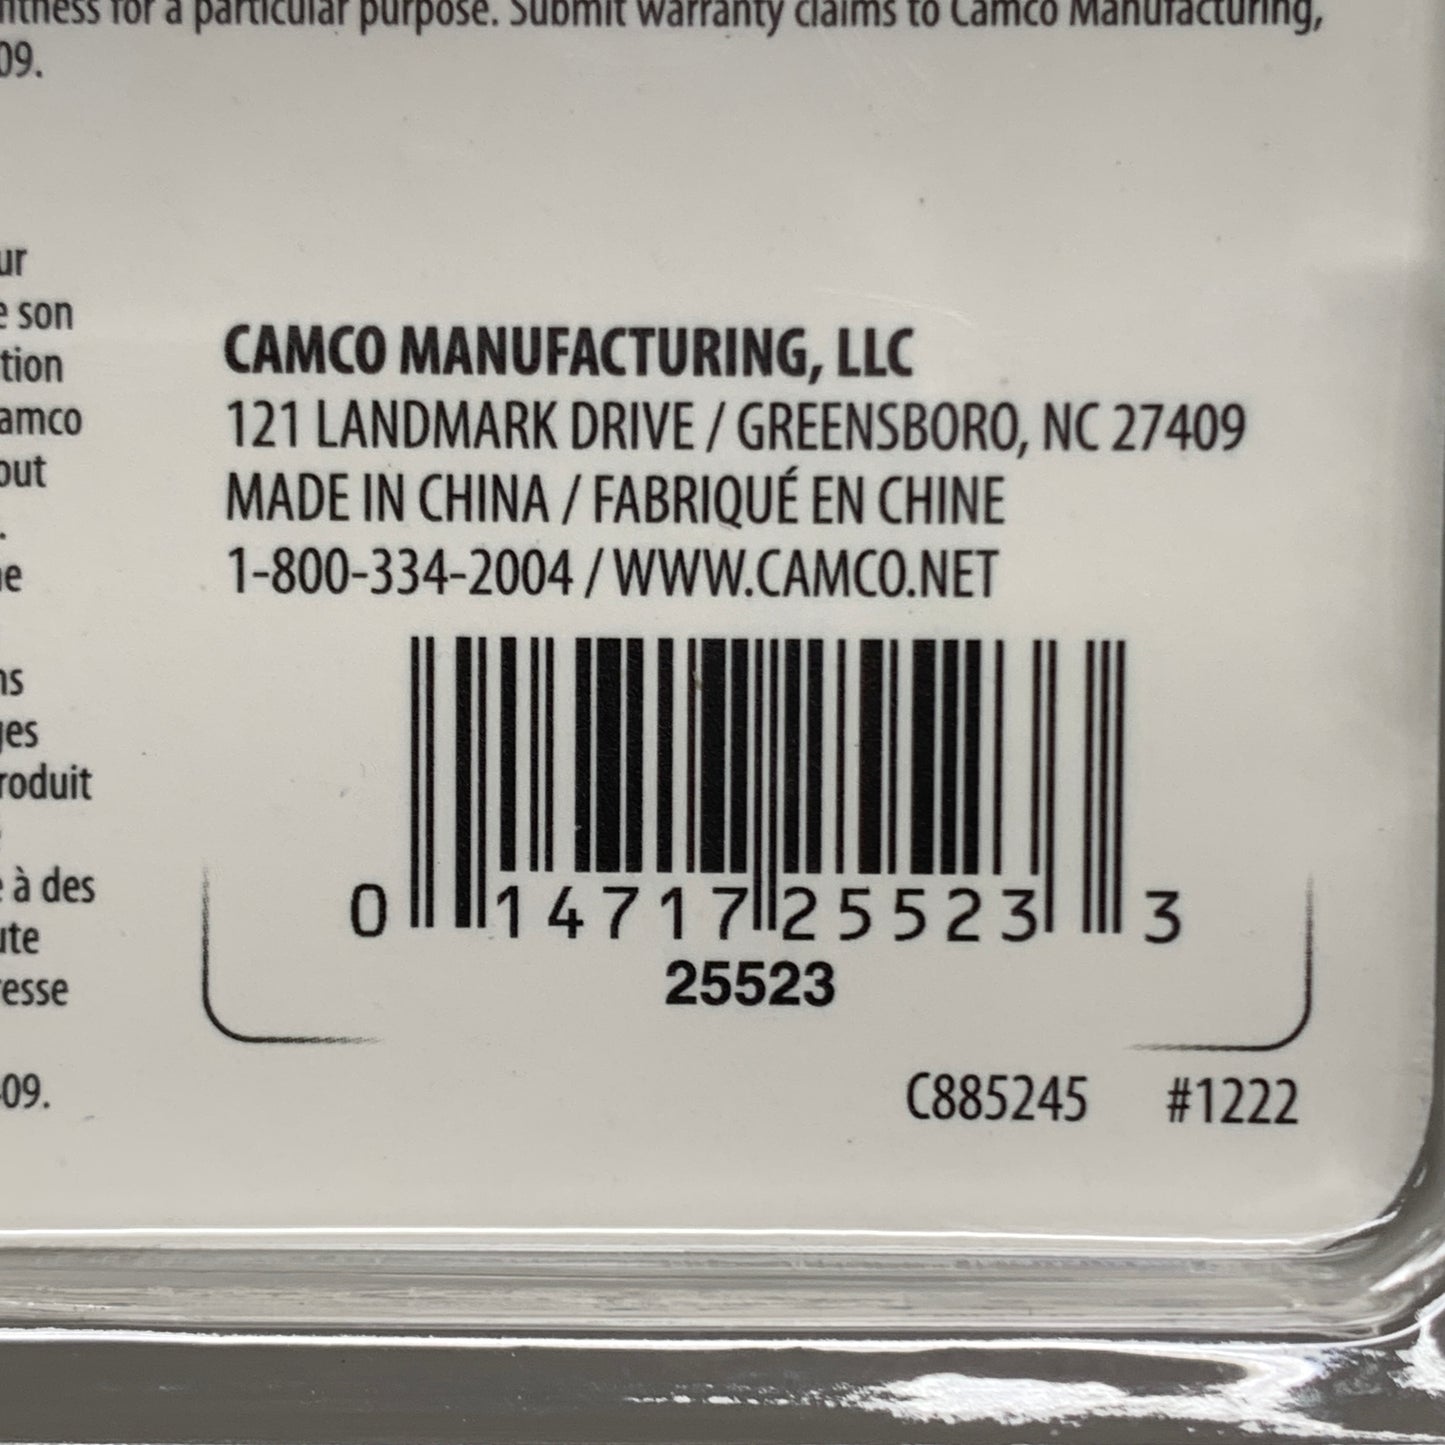 for a particular purpose. Submit warranty claims to Camco Manufacturing,
09.
ur
e son
tion
amco
out
.
ne
ns
ges
roduit
e à des
ute
resse
09.
CAMCO MANUFACTURING, LLC
121 LANDMARK DRIVE / GREENSBORO, NC 27409
MADE IN CHINA / FABRIQUÉ EN CHINE
1-800-334-2004 / WWW.CAMCO.NET
0 14717 25523 3
25523
C885245 #1222